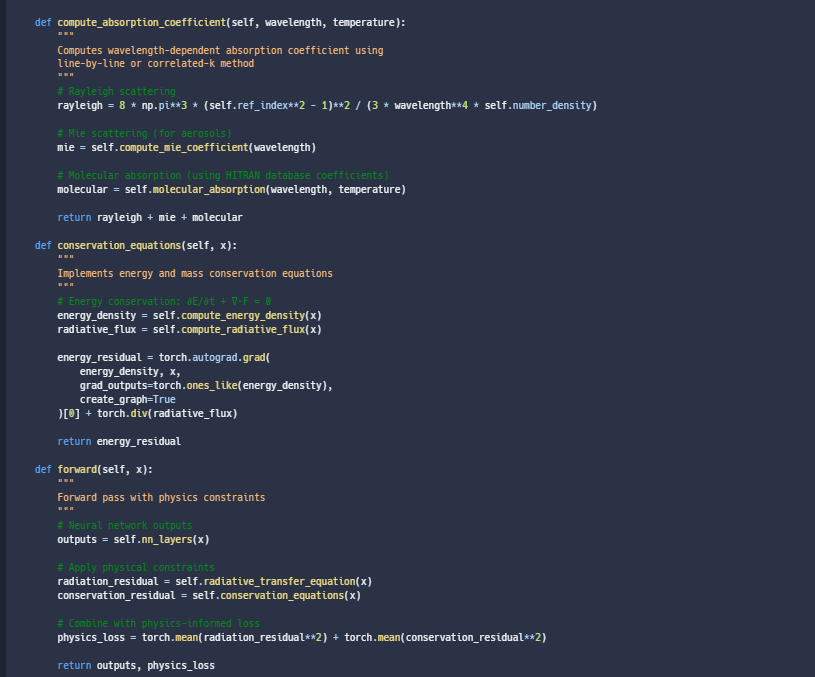 def compute_absorption_coefficient(self, wavelength, temperature):
"""
Computes wavelength-dependent absorption coefficient using
line-by-line or correlated-k method
"""
# Rayleigh scattering
rayleigh = 8 * np.pi**3 * (self.ref_index**2 - 1)**2 / (3 * wavelength**4 * self.number_density)
# Mie scattering (for aerosols)
mie = self.compute_mie_coefficient(wavelength)
# Molecular absorption (using HITRAN database coefficients)
molecular = self.molecular_absorption(wavelength, temperature)
return rayleigh + mie + molecular
def conservation_equations(self, x):
"""
Implements energy and mass conservation equations
"""
# Energy conservation: ∂E/∂t + ∇·F = 0
energy_density = self.compute_energy_density(x)
radiative_flux = self.compute_radiative_flux(x)
energy_residual = torch.autograd.grad(
energy_density, x,
grad_outputs=torch.ones_like(energy_density),
create_graph=True
)[0] + torch.div(radiative_flux)
return energy_residual
def forward(self, x):
"""
Forward pass with physics constraints
"""
# Neural network outputs
outputs = self.nn_layers(x)
# Apply physical constraints
radiation_residual = self.radiative_transfer_equation(x)
conservation_residual = self.conservation_equations(x)
# Combine with physics-informed loss
physics_loss = torch.mean(radiation_residual**2) + torch.mean(conservation_residual**2)
return outputs, physics_loss